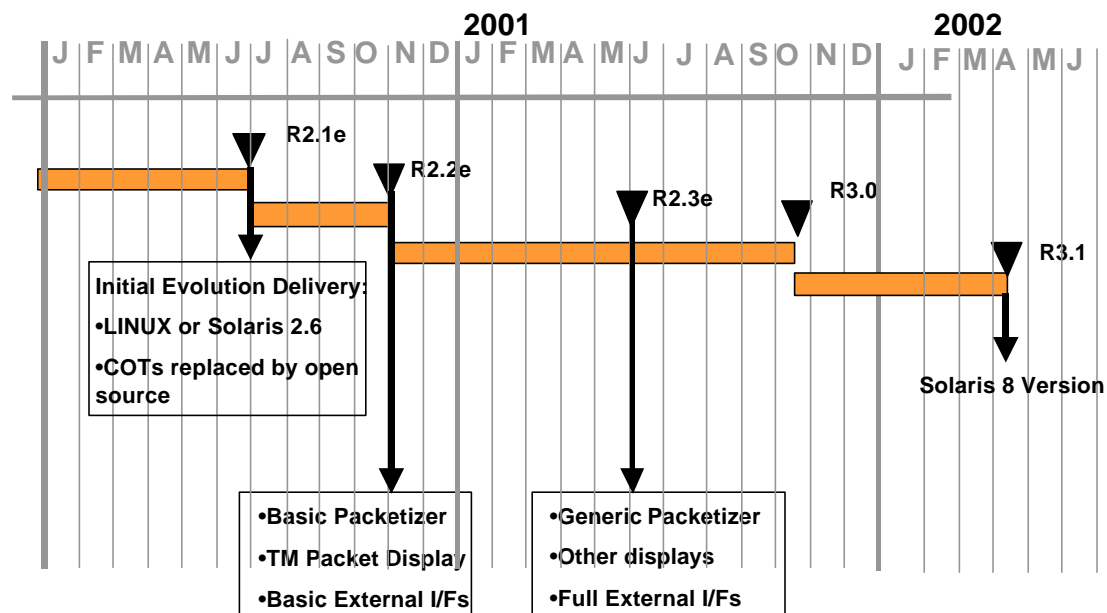 2001
2002
J F M A M J J A S O N D J F M A M J J A S O N D J F M A M J
R2.1e
R2.2e
R2.3e
R3.0
R3.1
Initial Evolution Delivery:
•LINUX or Solaris 2.6
•COTs replaced by open
source
Solaris 8 Version
•Basic Packetizer
•TM Packet Display
•Basic External I/Fs
•Generic Packetizer
•Other displays
•Full External I/Fs